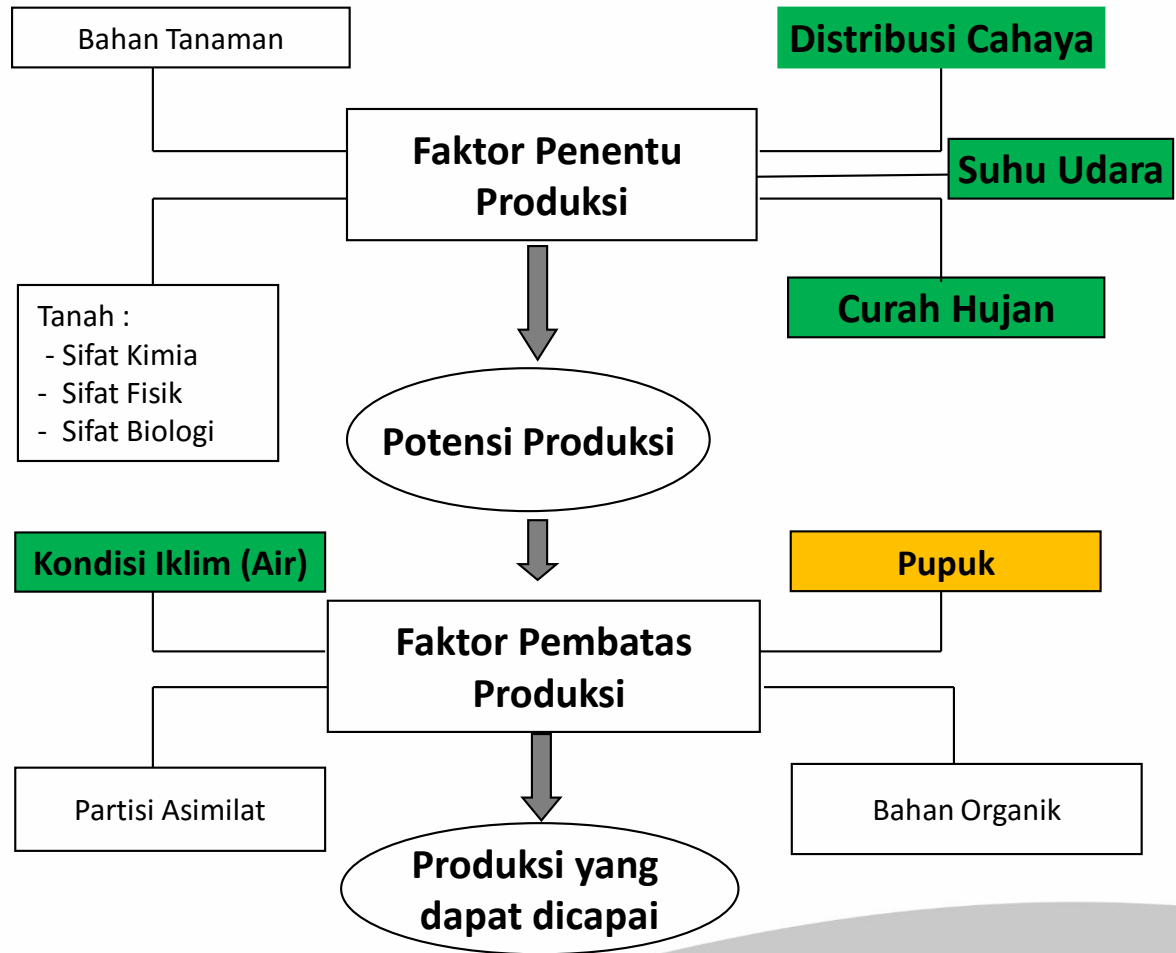 Bahan Tanaman
Distribusi Cahaya
Faktor Penentu
Produksi
Suhu Udara
Curah Hujan
Tanah :
- Sifat Kimia
- Sifat Fisik
- Sifat Biologi
Potensi Produksi
Kondisi Iklim (Air)
Pupuk
Faktor Pembatas
Produksi
Partisi Asimilat
Bahan Organik
Produksi yang
dapat dicapai